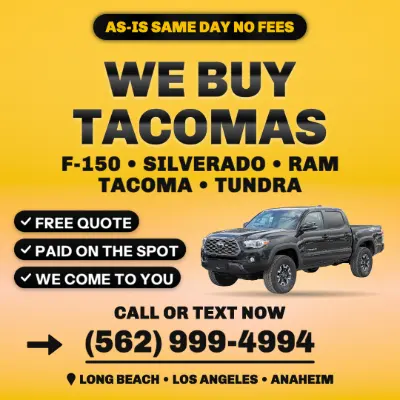 AS-IS SAME DAY NO FEES
WE BUY
TACOMAS
F-150 • SILVERADO • RAM
TACOMA • TUNDRA
FREE QUOTE
PAID ON THE SPOT
WE COME TO YOU
CALL OR TEXT NOW
(562) 999-4994
LONG BEACH • LOS ANGELES • ANAHEIM